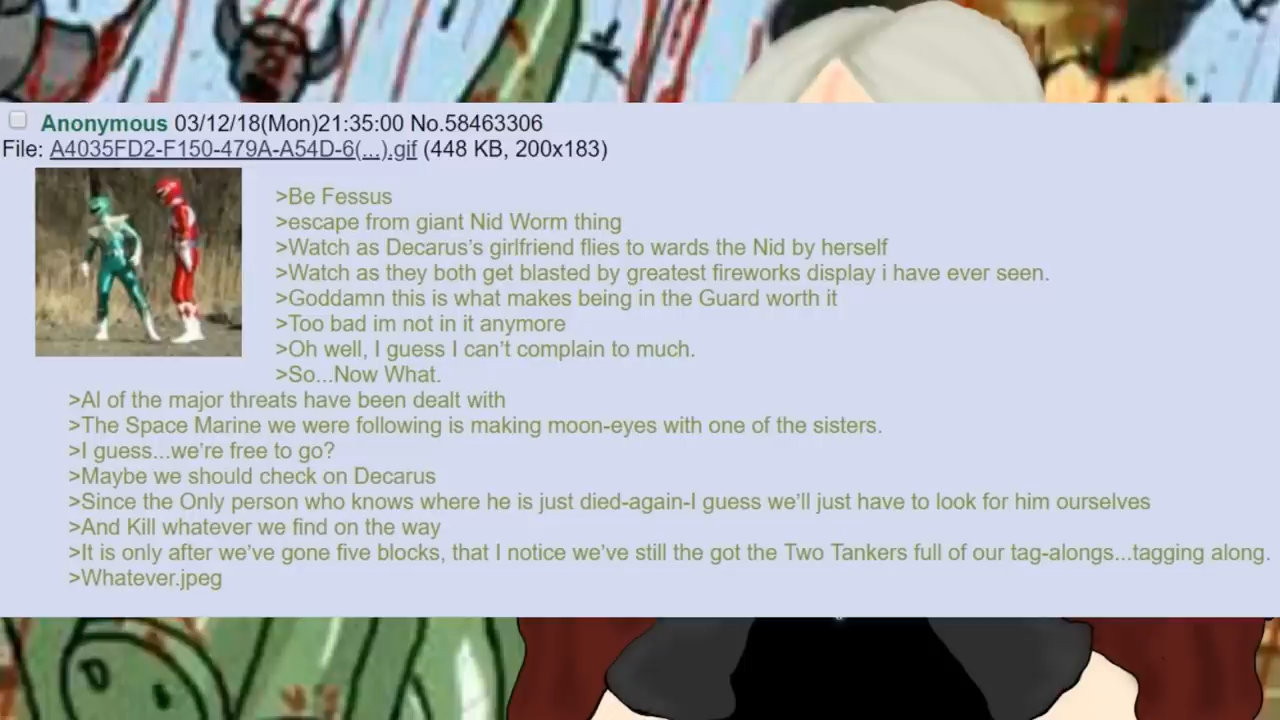 Anonymous 03/12/18(Mon)21:35:00 No.58463306
File: A4035FD2-F150-479A-A54D-6(...).gif (448 KB, 200x183)
>Be Fessus
>escape from giant Nid Worm thing
>Watch as Decarus’s girlfriend flies to wards the Nid by herself
>Watch as they both get blasted by greatest fireworks display i have ever seen.
>Goddamn this is what makes being in the Guard worth it
>Too bad im not in it anymore
>Oh well, I guess I can’t complain to much.
>So...Now What.
>Al of the major threats have been dealt with
>The Space Marine we were following is making moon-eyes with one of the sisters.
>I guess...we’re free to go?
>Maybe we should check on Decarus
>Since the Only person who knows where he is just died-again-I guess we’ll just have to look for him ourselves
>And Kill whatever we find on the way
>It is only after we’ve gone five blocks, that I notice we’ve still the got the Two Tankers full of our tag-alongs...tagging along.
>Whatever.jpeg